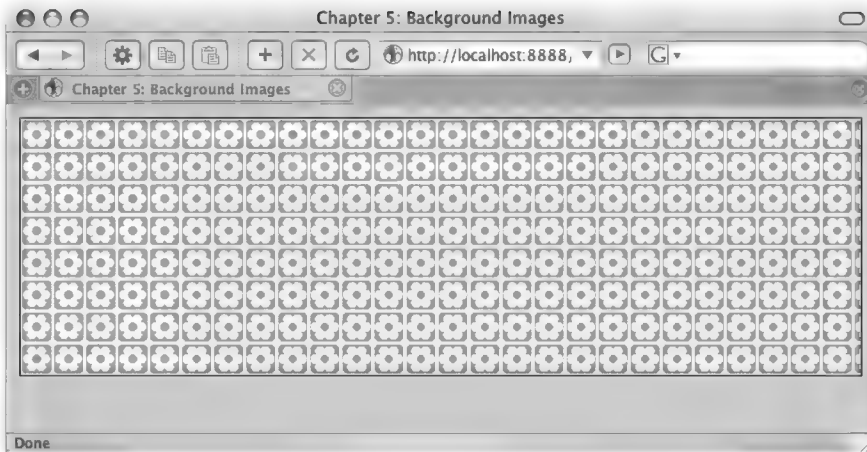 Chapter 5: Background Images
http://localhost:8888,
G
Chapter 5: Background Images
Done